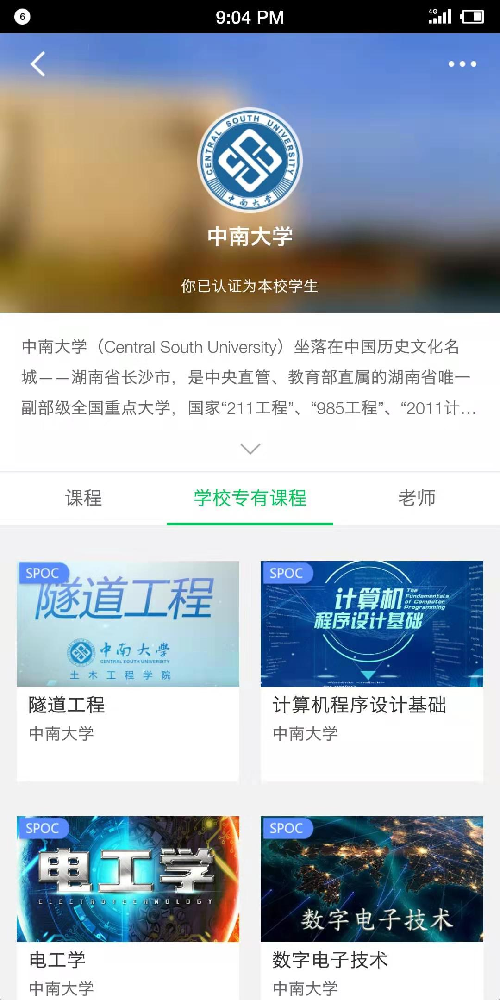 6
9:04 PM
4G
CENTRAL SOUTH UNIVERSITY
中南大学
中南大学
你已认证为本校学生
中南大学（Central South University）坐落在中国历史文化名
城——湖南省长沙市，是中央直管、教育部直属的湖南省唯一
副部级全国重点大学，国家“211工程”、“985工程”、“2011计...
课程
学校专有课程
老师
SPOC
隧道工程
中南大学
CENTRAL SOUTH UNIVERSITY
土木工程学院
隧道工程
中南大学
SPOC
计算机
The
Fundamentals
of Computer
Programming
程序设计基础
计算机程序设计基础
中南大学
SPOC
电工学
ELECTROTECHNOLOGY
电工学
中南大学
SPOC
数字电子技术
数字电子技术
中南大学